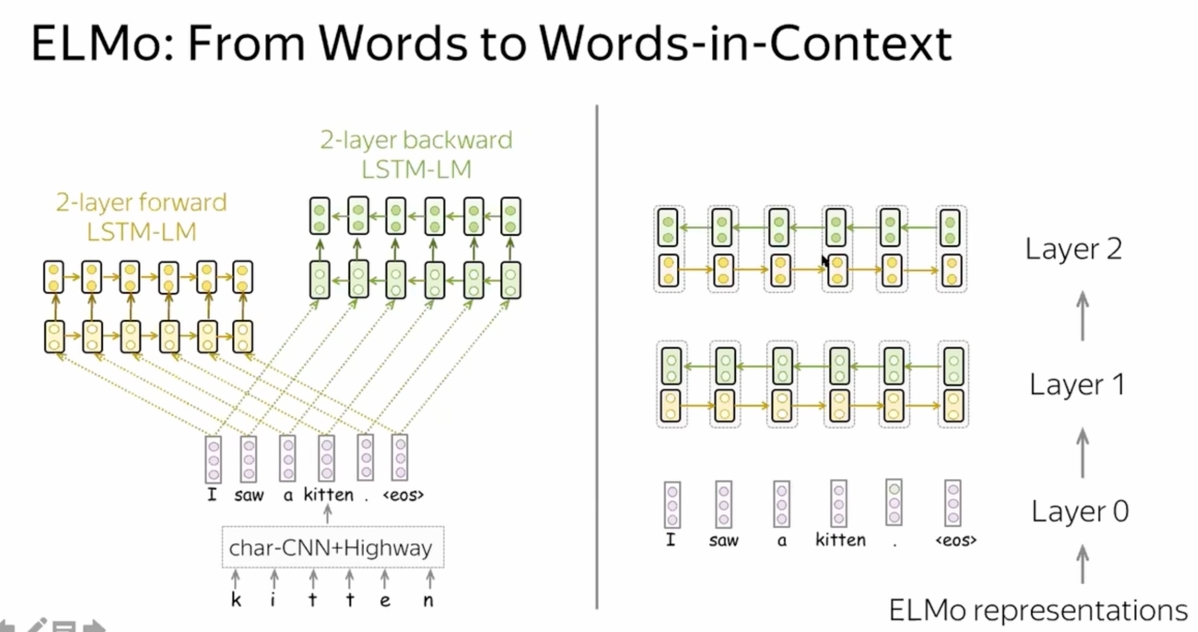 ELMo: From Words to Words-in-Context
2-layer backward
LSTM-LM
2-layer forward
LSTM-LM
I saw a kitten . <eos>
char-CNN+Highway
k i t t e n
Layer 2
Layer 1
Layer 0
I saw a kitten . <eos>
ELMo representations